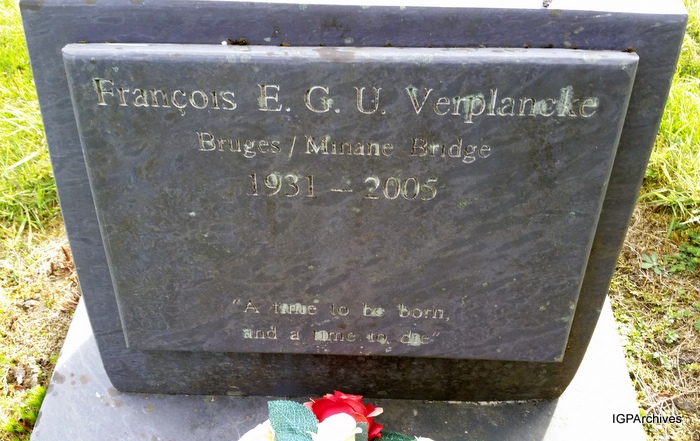 François E. G. U. Verplancke
Bruges / Minane Bridge
1931 – 2005
"A time to be born,
and a time to die"
IGPArchives